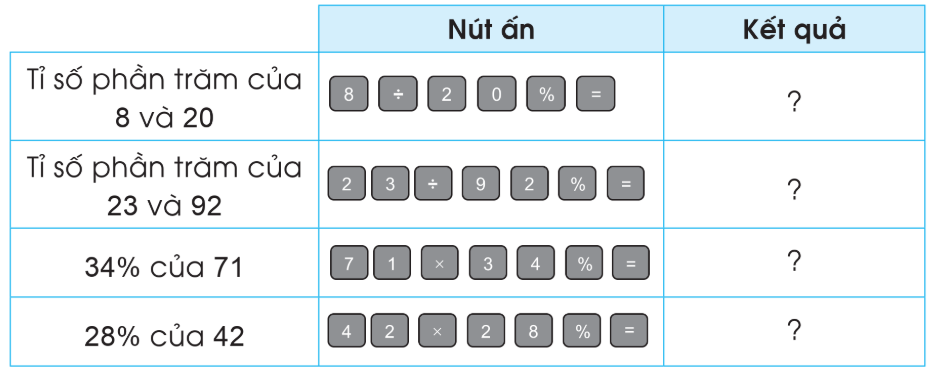 Nút ấn Kết quả
Tỉ số phần trăm của
8 và 20
8 ÷ 2 0 % =
?
Tỉ số phần trăm của
23 và 92
2 3 ÷ 9 2 % =
?
34% của 71
7 1 × 3 4 % =
?
28% của 42
4 2 × 2 8 % =
?